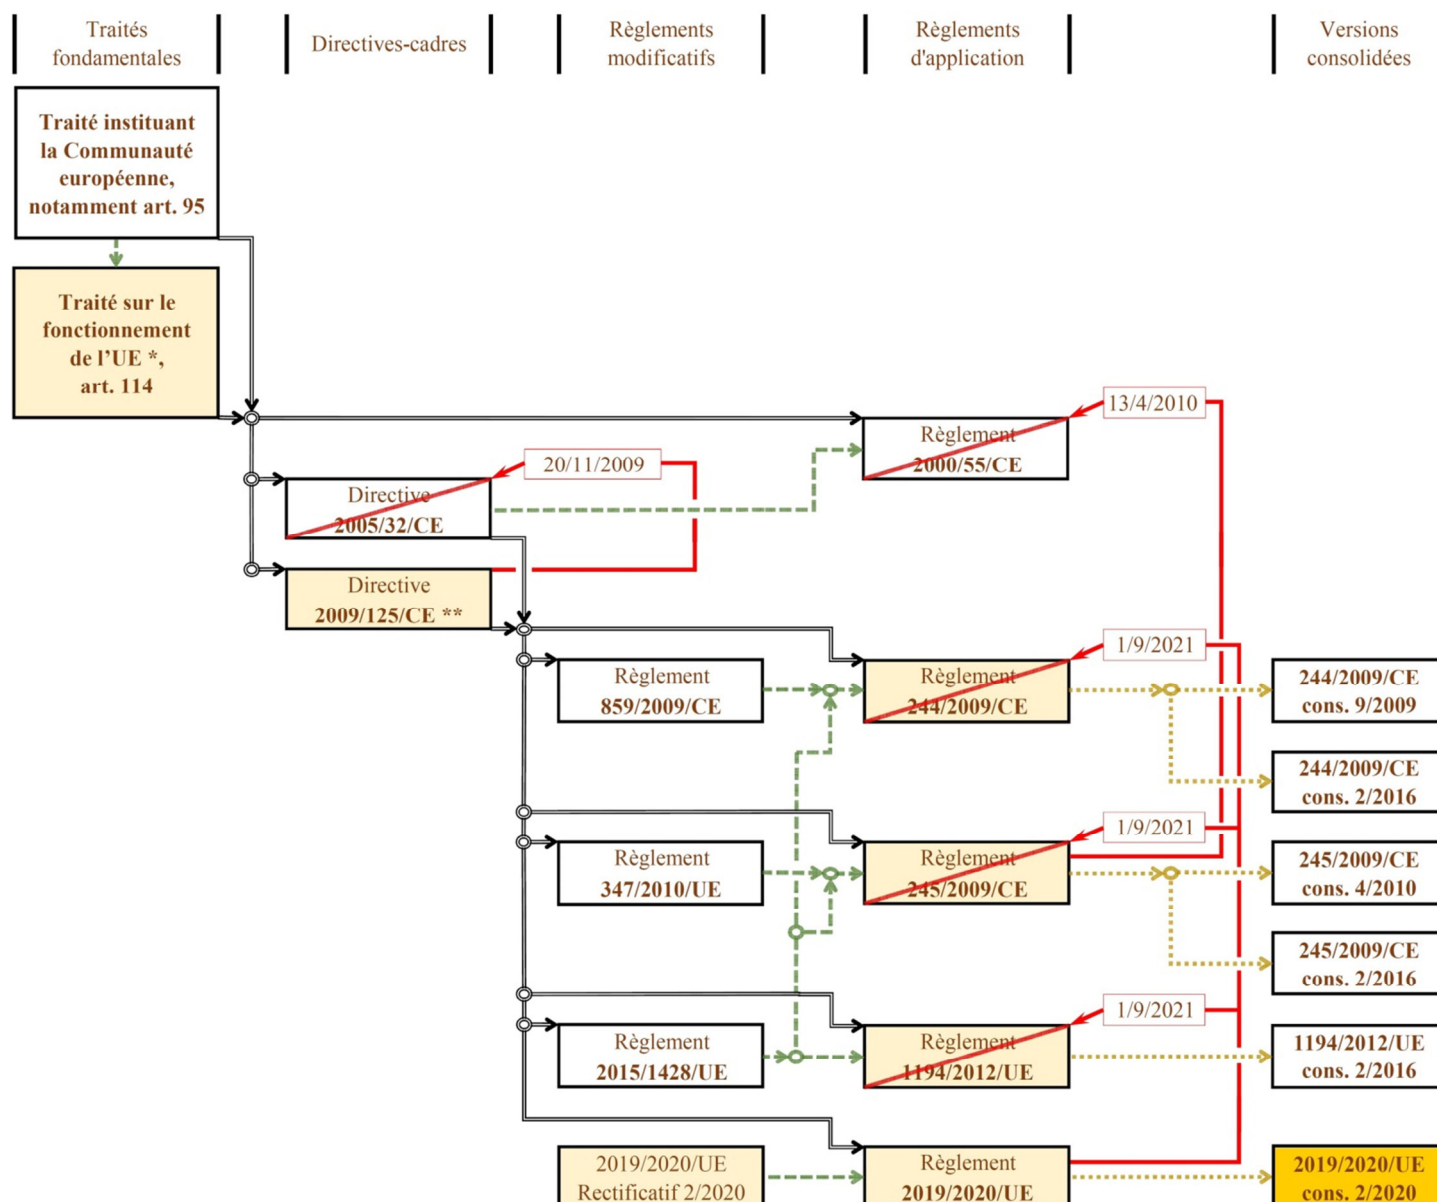 Traités
fondamentales
Directives-cadres
Règlements
modificatifs
Règlements
d'application
Versions
consolidées
Traité instituant
la Communauté
européenne,
notamment art. 95
Traité sur le
fonctionnement
de l’UE *,
art. 114
13/4/2010
Règlement
2000/55/CE
20/11/2009
Directive
2005/32/CE
Directive
2009/125/CE **
1/9/2021
Règlement
859/2009/CE
Règlement
244/2009/CE
244/2009/CE
cons. 9/2009
244/2009/CE
cons. 2/2016
1/9/2021
Règlement
347/2010/UE
Règlement
245/2009/CE
245/2009/CE
cons. 4/2010
245/2009/CE
cons. 2/2016
1/9/2021
Règlement
2015/1428/UE
Règlement
1194/2012/UE
1194/2012/UE
cons. 2/2016
2019/2020/UE
Rectificatif 2/2020
Règlement
2019/2020/UE
2019/2020/UE
cons. 2/2020